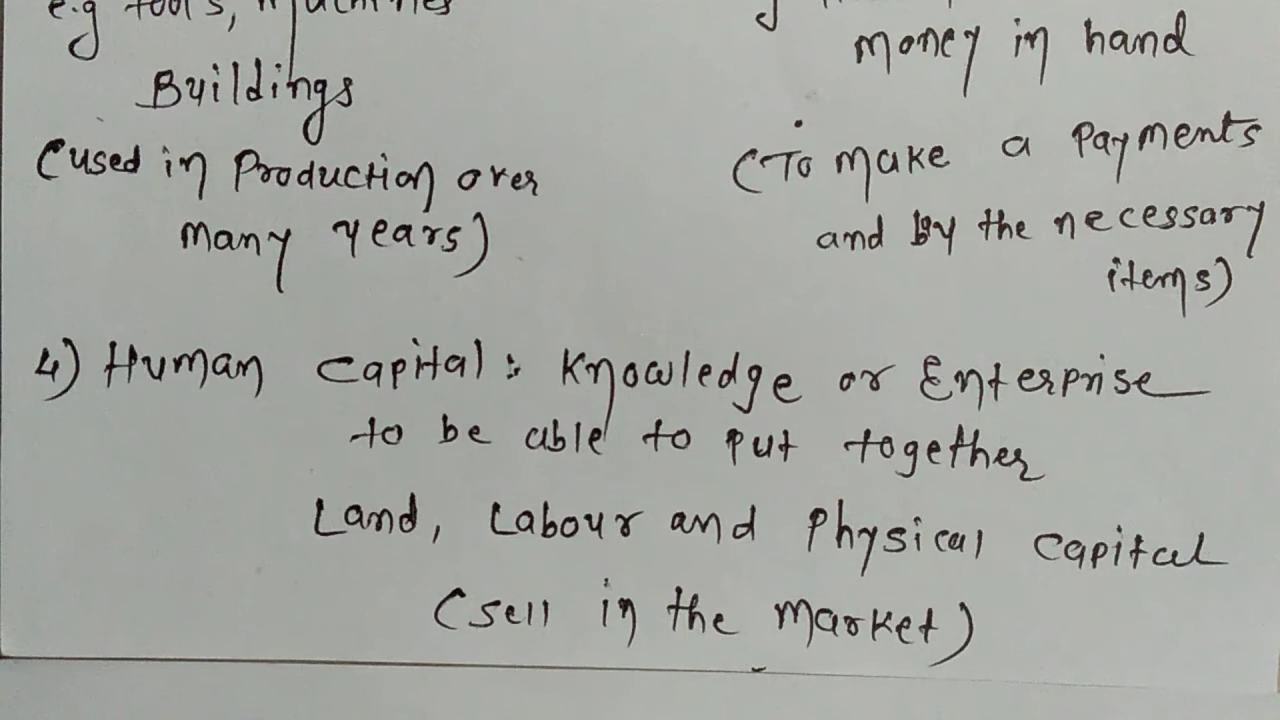 e.g tools, Machines
Buildings
(used in Production over
many years)
money in hand
(To make a payments
and by the necessary
items)
4) Human Capital: Knowledge or Enterprise
to be able to put together
Land, Labour and Physical Capital
(sell in the market)